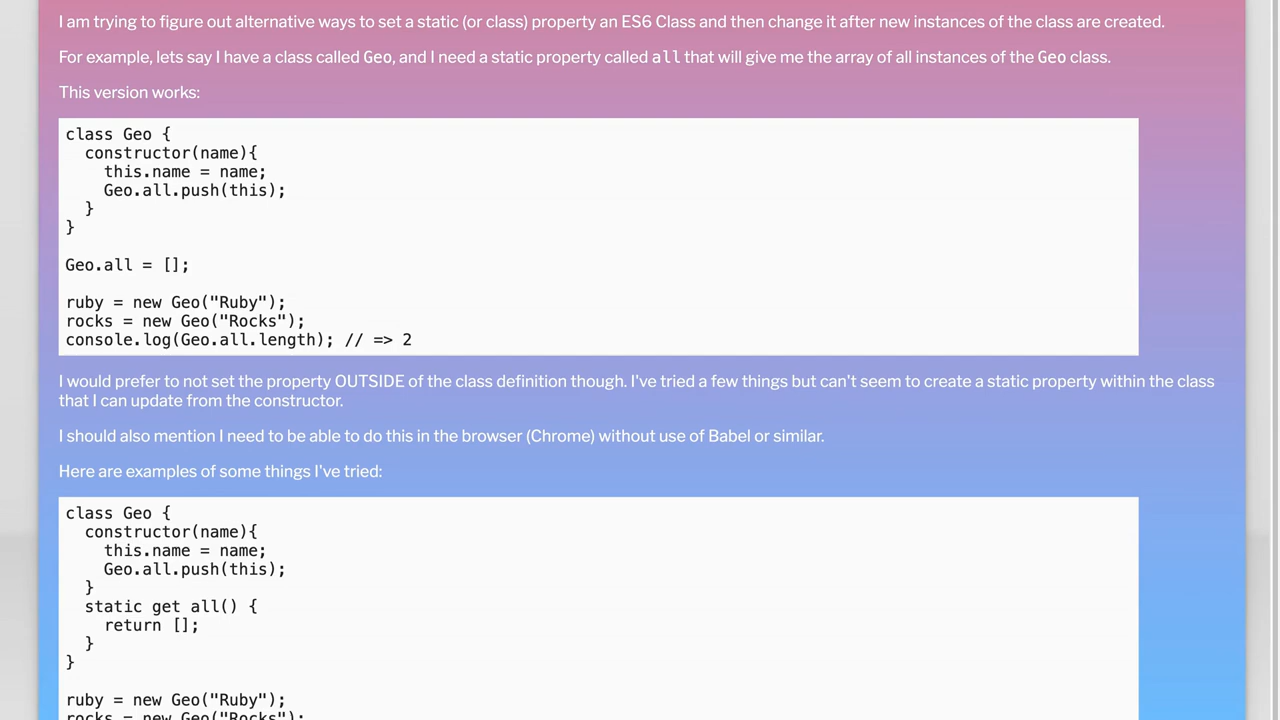 I am trying to figure out alternative ways to set a static (or class) property an ES6 Class and then change it after new instances of the class are created.
For example, lets say I have a class called Geo, and I need a static property called all that will give me the array of all instances of the Geo class.
This version works:
class Geo {
  constructor(name){
    this.name = name;
    Geo.all.push(this);
  }
}
Geo.all = [];
ruby = new Geo("Ruby");
rocks = new Geo("Rocks");
console.log(Geo.all.length); // => 2
I would prefer to not set the property OUTSIDE of the class definition though. I've tried a few things but can't seem to create a static property within the class
that I can update from the constructor.
I should also mention I need to be able to do this in the browser (Chrome) without use of Babel or similar.
Here are examples of some things I've tried:
class Geo {
  constructor(name){
    this.name = name;
    Geo.all.push(this);
  }
  static get all() {
    return [];
  }
}
ruby = new Geo("Ruby");
rocks = new Geo("Rocks");